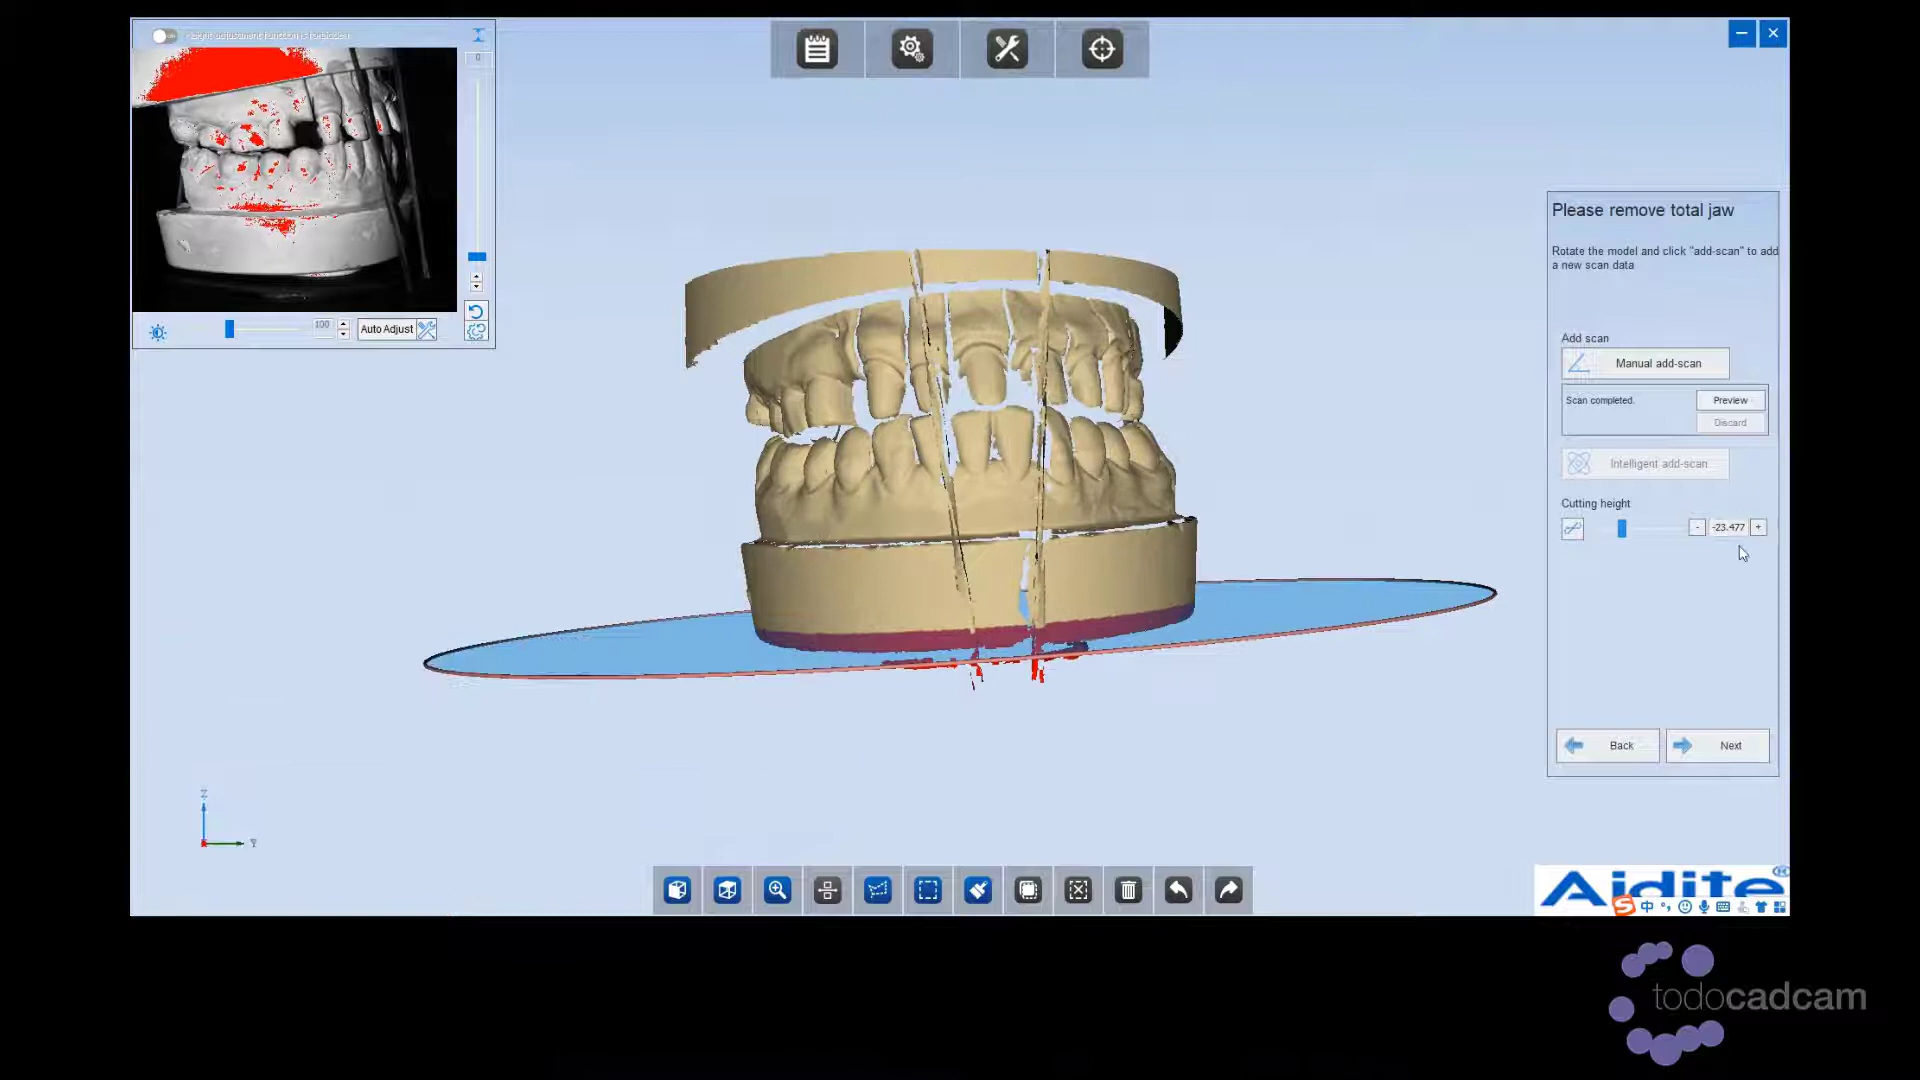 Please remove total jaw
Rotate the model and click "add-scan" to add
a new scan data
Add scan
Manual add-scan
Scan completed.
Preview
Discard
Intelligent add-scan
Cutting height
- -23.477 +
Back
Next
0
100
Auto Adjust
Z
Y
Aidite®
中
todocadcam